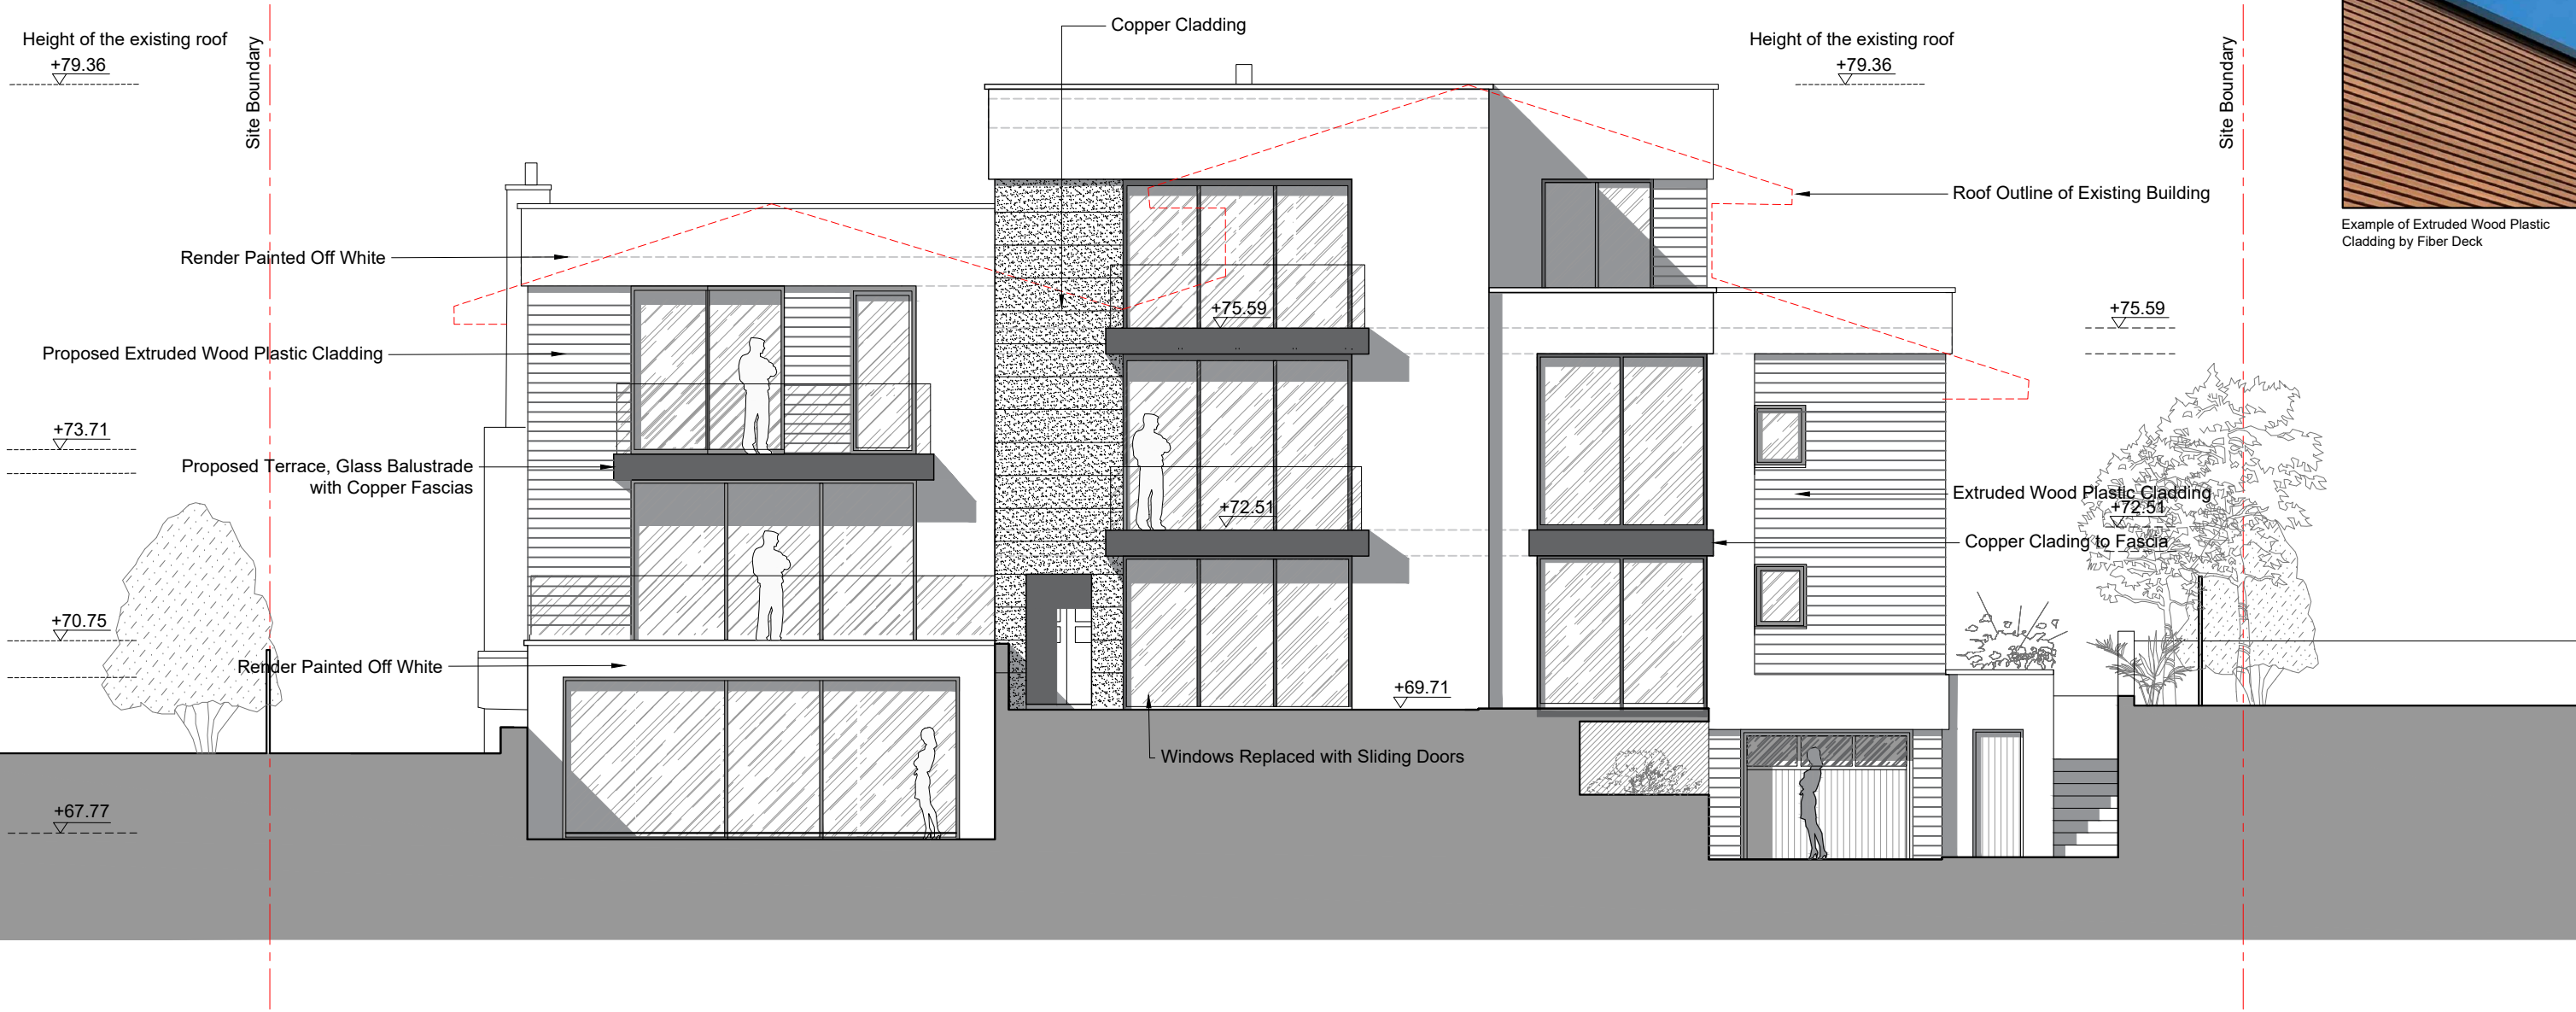 Copper Cladding
Height of the existing roof
+79.36
Site Boundary
Height of the existing roof
+79.36
Site Boundary
Roof Outline of Existing Building
Example of Extruded Wood Plastic
Cladding by Fiber Deck
Render Painted Off White
+75.59
+75.59
Proposed Extruded Wood Plastic Cladding
+73.71
Proposed Terrace, Glass Balustrade
with Copper Fascias
Extruded Wood Plastic Cladding
+72.51
+72.51
Copper Clading to Fascia
+70.75
Render Painted Off White
+69.71
Windows Replaced with Sliding Doors
+67.77